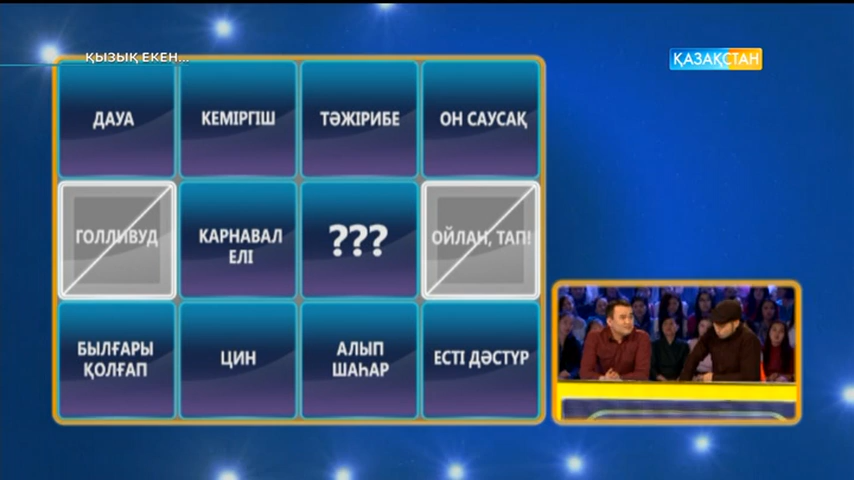 ҚЫЗЫҚ ЕКЕН...
ҚАЗАҚСТАН
ДАУА
КЕМІРГІШ
ТӘЖІРИБЕ
ОН САУСАҚ
ГОЛЛИВУД
КАРНАВАЛ
ЕЛІ
???
ОЙЛАН, ТАП!
БЫЛҒАРЫ
ҚОЛҒАП
ЦИН
АЛЫП
ШАҺАР
ЕСТІ ДӘСТҮР